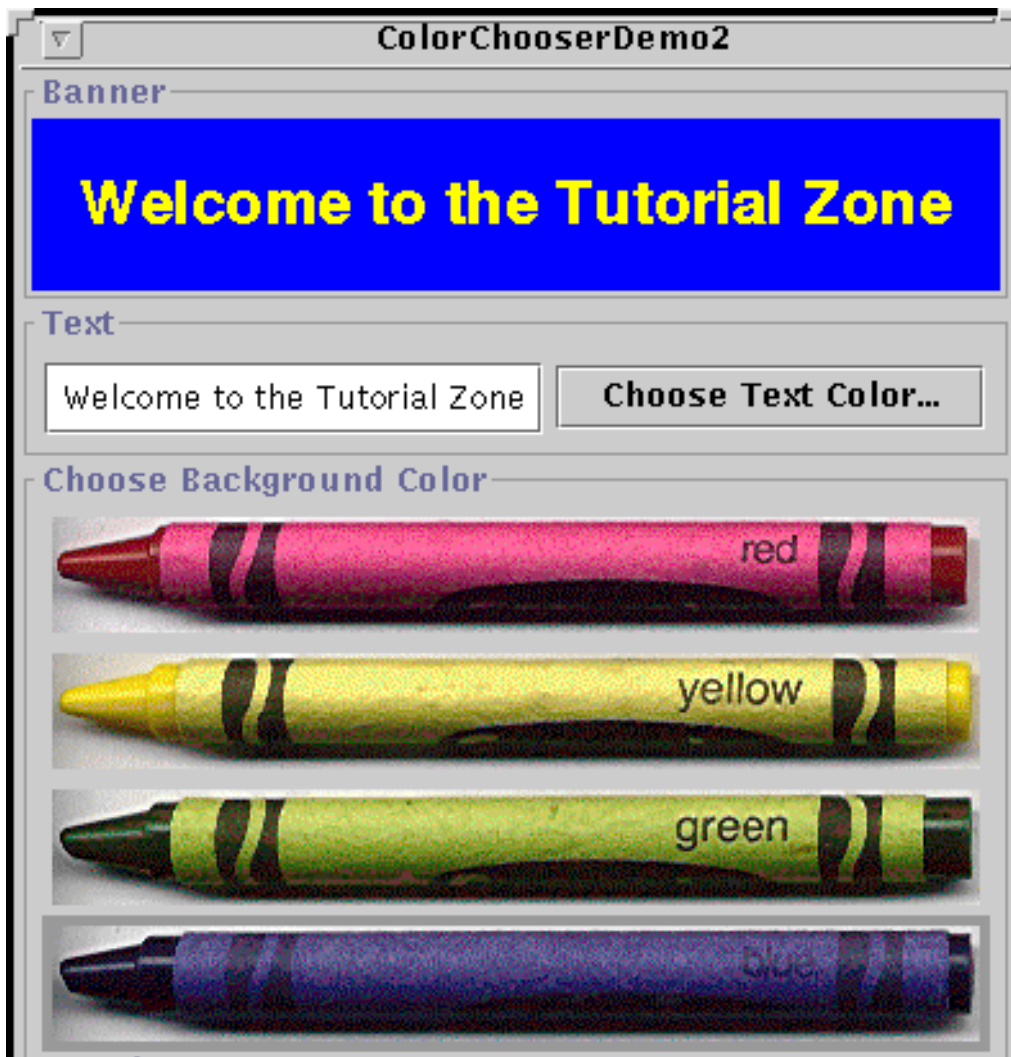 ColorChooserDemo2
Banner
Welcome to the Tutorial Zone
Text
Welcome to the Tutorial Zone
Choose Text Color...
Choose Background Color
red
yellow
green
blue